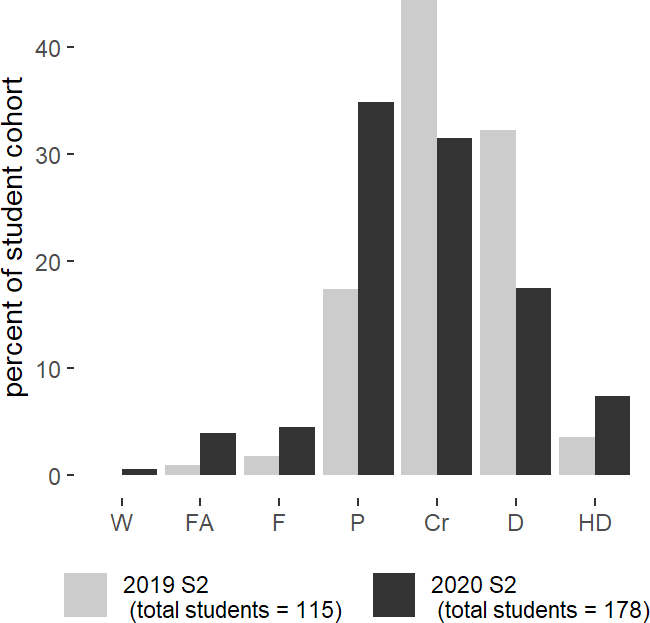 percent of student cohort
40
30
20
10
0
W FA F P Cr D HD
2019 S2
(total students = 115)
2020 S2
(total students = 178)